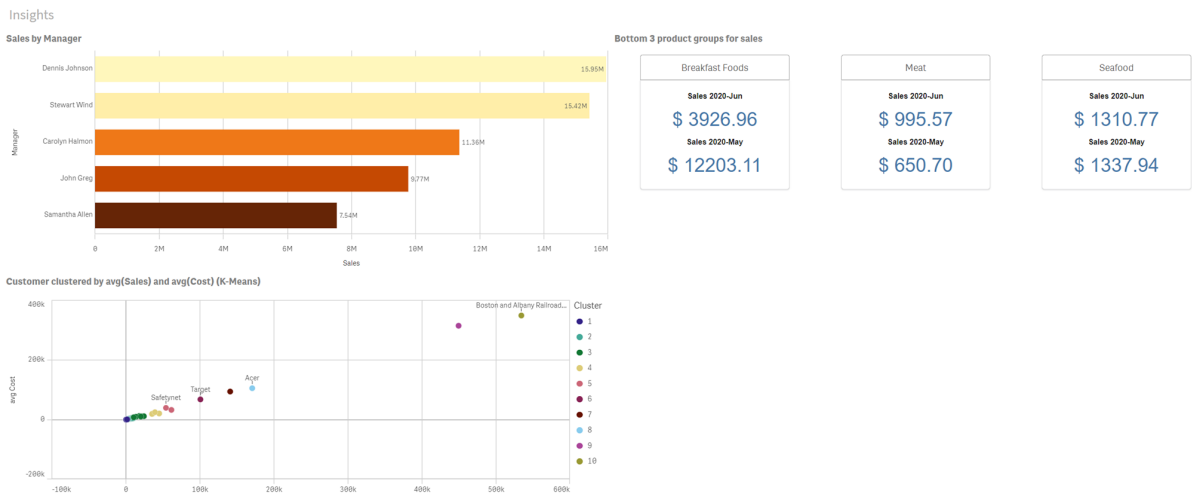 Insights
Sales by Manager
Manager
Dennis Johnson
15.95M
Stewart Wind
15.42M
Carolyn Halmon
11.36M
John Greg
9.77M
Samantha Allen
7.54M
0 2M 4M 6M 8M 10M 12M 14M 16M
Sales
Bottom 3 product groups for sales
Breakfast Foods
Sales 2020-Jun
$ 3926.96
Sales 2020-May
$ 12203.11
Meat
Sales 2020-Jun
$ 995.57
Sales 2020-May
$ 650.70
Seafood
Sales 2020-Jun
$ 1310.77
Sales 2020-May
$ 1337.94
Customer clustered by avg(Sales) and avg(Cost) (K-Means)
avg Cost
400k
200k
0
-200k
Boston and Albany Railroad...
Acer
Target
Safetynet
-100k 0 100k 200k 300k 400k 500k 600k
Cluster
1
2
3
4
5
6
7
8
9
10